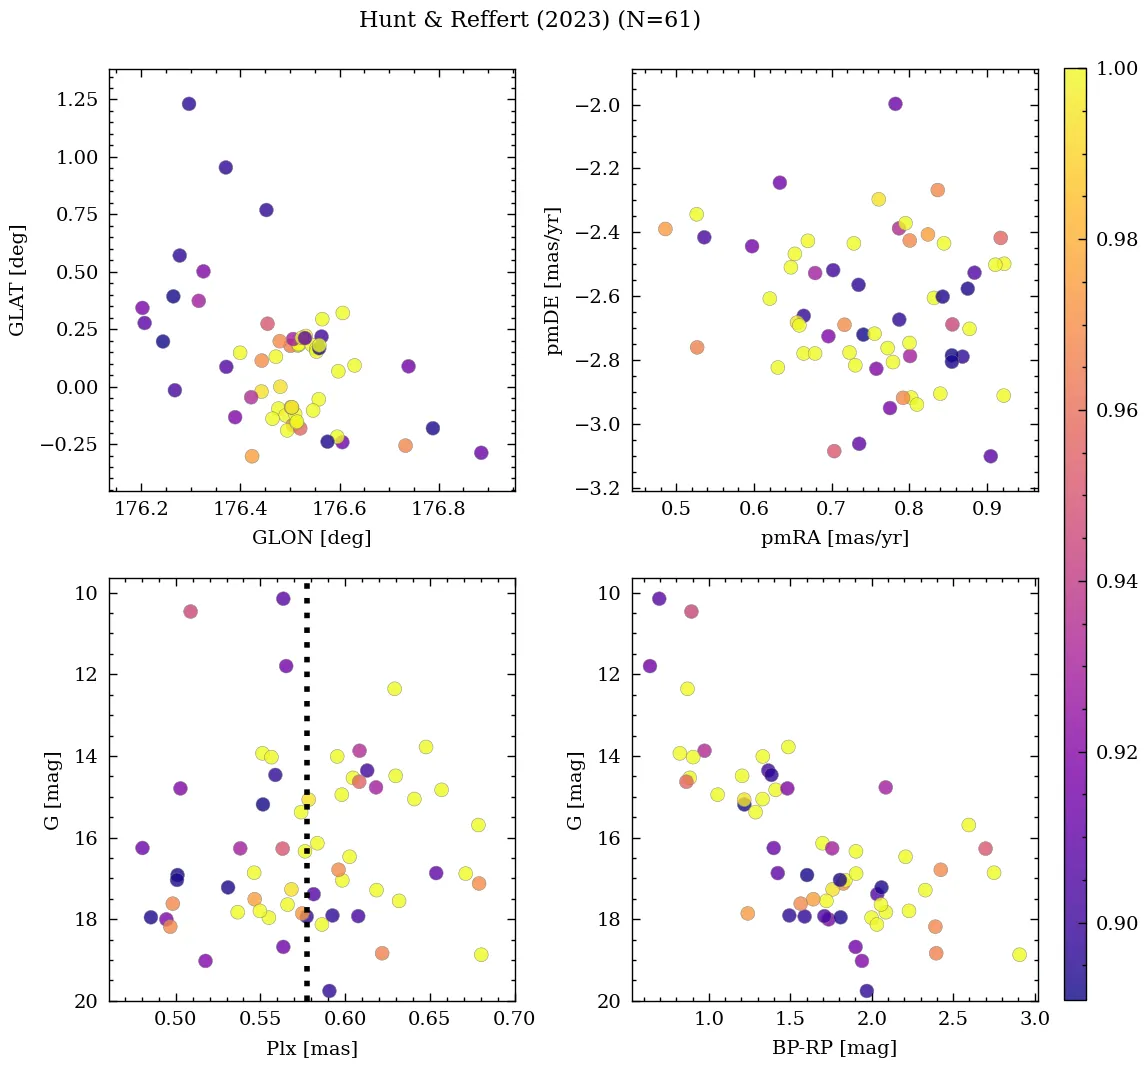 Hunt & Reffert (2023) (N=61)
1.25
1.00
0.75
0.50
0.25
0.00
−0.25
GLAT [deg]
176.2 176.4 176.6 176.8
GLON [deg]
−2.0
−2.2
−2.4
−2.6
−2.8
−3.0
−3.2
pmDE [mas/yr]
0.5 0.6 0.7 0.8 0.9
pmRA [mas/yr]
10
12
14
16
18
20
G [mag]
0.50 0.55 0.60 0.65 0.70
Plx [mas]
10
12
14
16
18
20
G [mag]
1.0 1.5 2.0 2.5 3.0
BP-RP [mag]
1.00
0.98
0.96
0.94
0.92
0.90